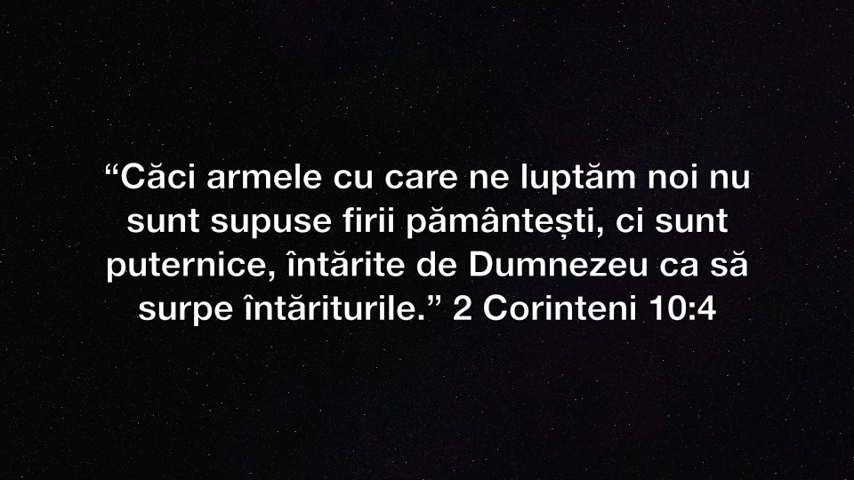 “Căci armele cu care ne luptăm noi nu
sunt supuse firii pământești, ci sunt
puternice, întărite de Dumnezeu ca să
surpe întăriturile.” 2 Corinteni 10:4